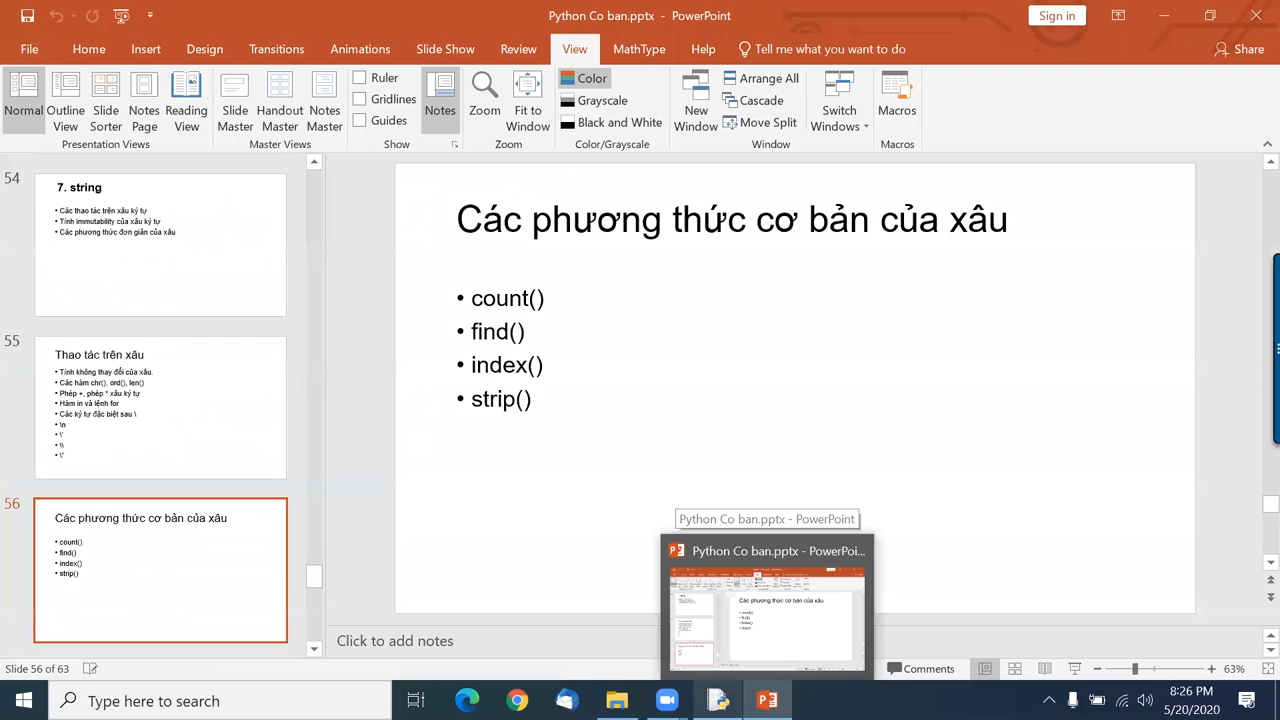 Python Co ban.pptx - PowerPoint
Sign in
File Home Insert Design Transitions Animations Slide Show Review View MathType Help Tell me what you want to do Share
Normal
Outline View
Slide Sorter
Notes Page
Reading View
Presentation Views
Slide Master
Handout Master
Notes Master
Master Views
Ruler
Gridlines
Guides
Show
Notes
Zoom
Fit to Window
Zoom
Color
Grayscale
Black and White
Color/Grayscale
New Window
Arrange All
Cascade
Move Split
Switch Windows
Window
Macros
Macros
54
7. string
• Các thao tác trên xâu ký tự
• Tính immutability của xâu ký tự
• Các phương thức đơn giản của xâu
55
Thao tác trên xâu
• Tính không thay đổi của xâu.
• Các hàm chr(), ord(), len()
• Phép +, phép * xâu ký tự
• Hàm in và lệnh for
• Các ký tự đặc biệt sau \
• \n
• \'
• \\
• \"
56
Các phương thức cơ bản của xâu
• count()
• find()
• index()
• strip()
Các phương thức cơ bản của xâu
• count()
• find()
• index()
• strip()
Python Co ban.pptx - PowerPoint
Python Co ban.pptx - PowerPoi...
Các phương thức cơ bản của xâu
Click to add notes
Slide 56 of 63
Comments
63%
Type here to search
8:26 PM
5/20/2020